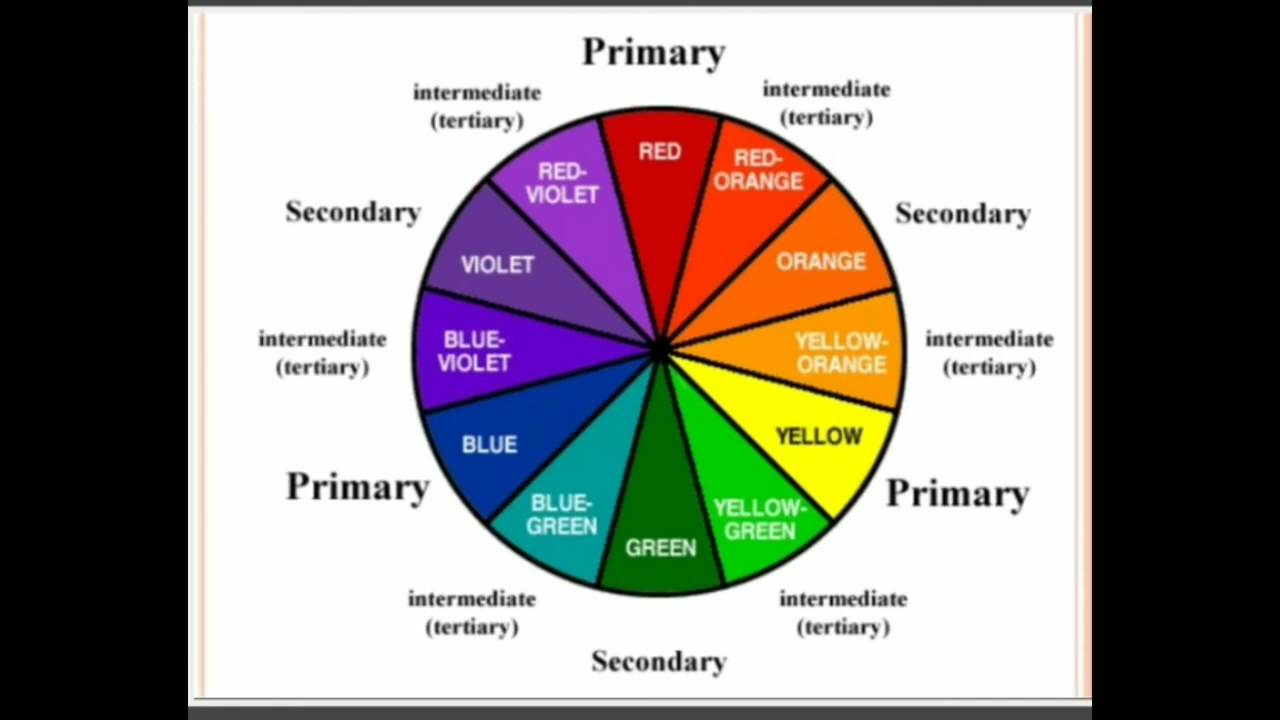 Primary
intermediate
(tertiary)
intermediate
(tertiary)
RED
RED-
ORANGE
RED-
VIOLET
Secondary
Secondary
VIOLET
ORANGE
intermediate
(tertiary)
BLUE-
VIOLET
YELLOW-
ORANGE
intermediate
(tertiary)
BLUE
YELLOW
Primary
Primary
BLUE-
GREEN
GREEN
YELLOW-
GREEN
intermediate
(tertiary)
intermediate
(tertiary)
Secondary